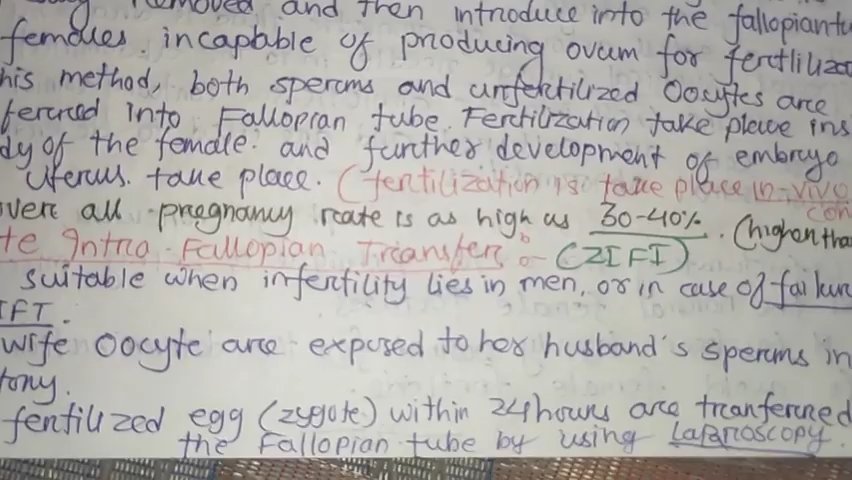 removed and then introduce into the fallopiantu
females. incapable of producing ovum for fertliliza
his method, both sperms and unfertilized Oocytes are
ferered into Fallopian tube. Fertilization take place ins
dy of the female. and further development of embryo
Uterus. take place. (fertilization is take place in-vivo
con
over all pregnancy rate is as high as 30-40%. (higher tha
te Intra Fallopian Transfer :- (ZIFT)
suitable when infertility lies in men, or in case of failure
IFT.
wife Oocyte are exposed to her husband's sperms in
tory.
fertilized egg (zygote) within 24 hours are tranferered
the Fallopian tube by using Laparoscopy.